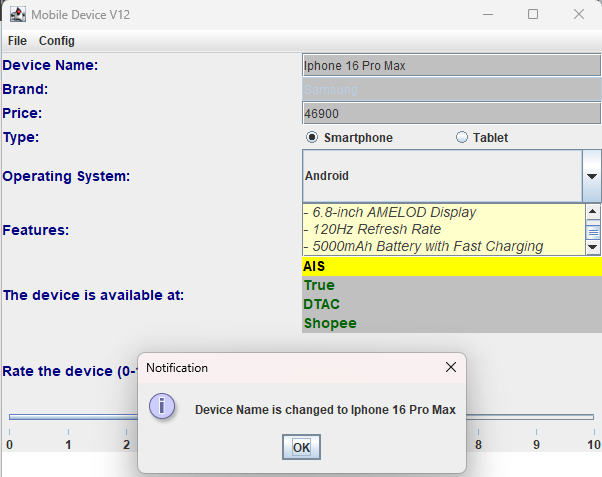 Mobile Device V12
File Config
Device Name: Iphone 16 Pro Max
Brand: Samsung
Price: 46900
Type: Smartphone Tablet
Operating System: Android
Features:
- 6.8-inch AMELOD Display
- 120Hz Refresh Rate
- 5000mAh Battery with Fast Charging
The device is available at:
AIS
True
DTAC
Shopee
Rate the device (0-
Notification
Device Name is changed to Iphone 16 Pro Max
OK
0 1 2 8 9 10